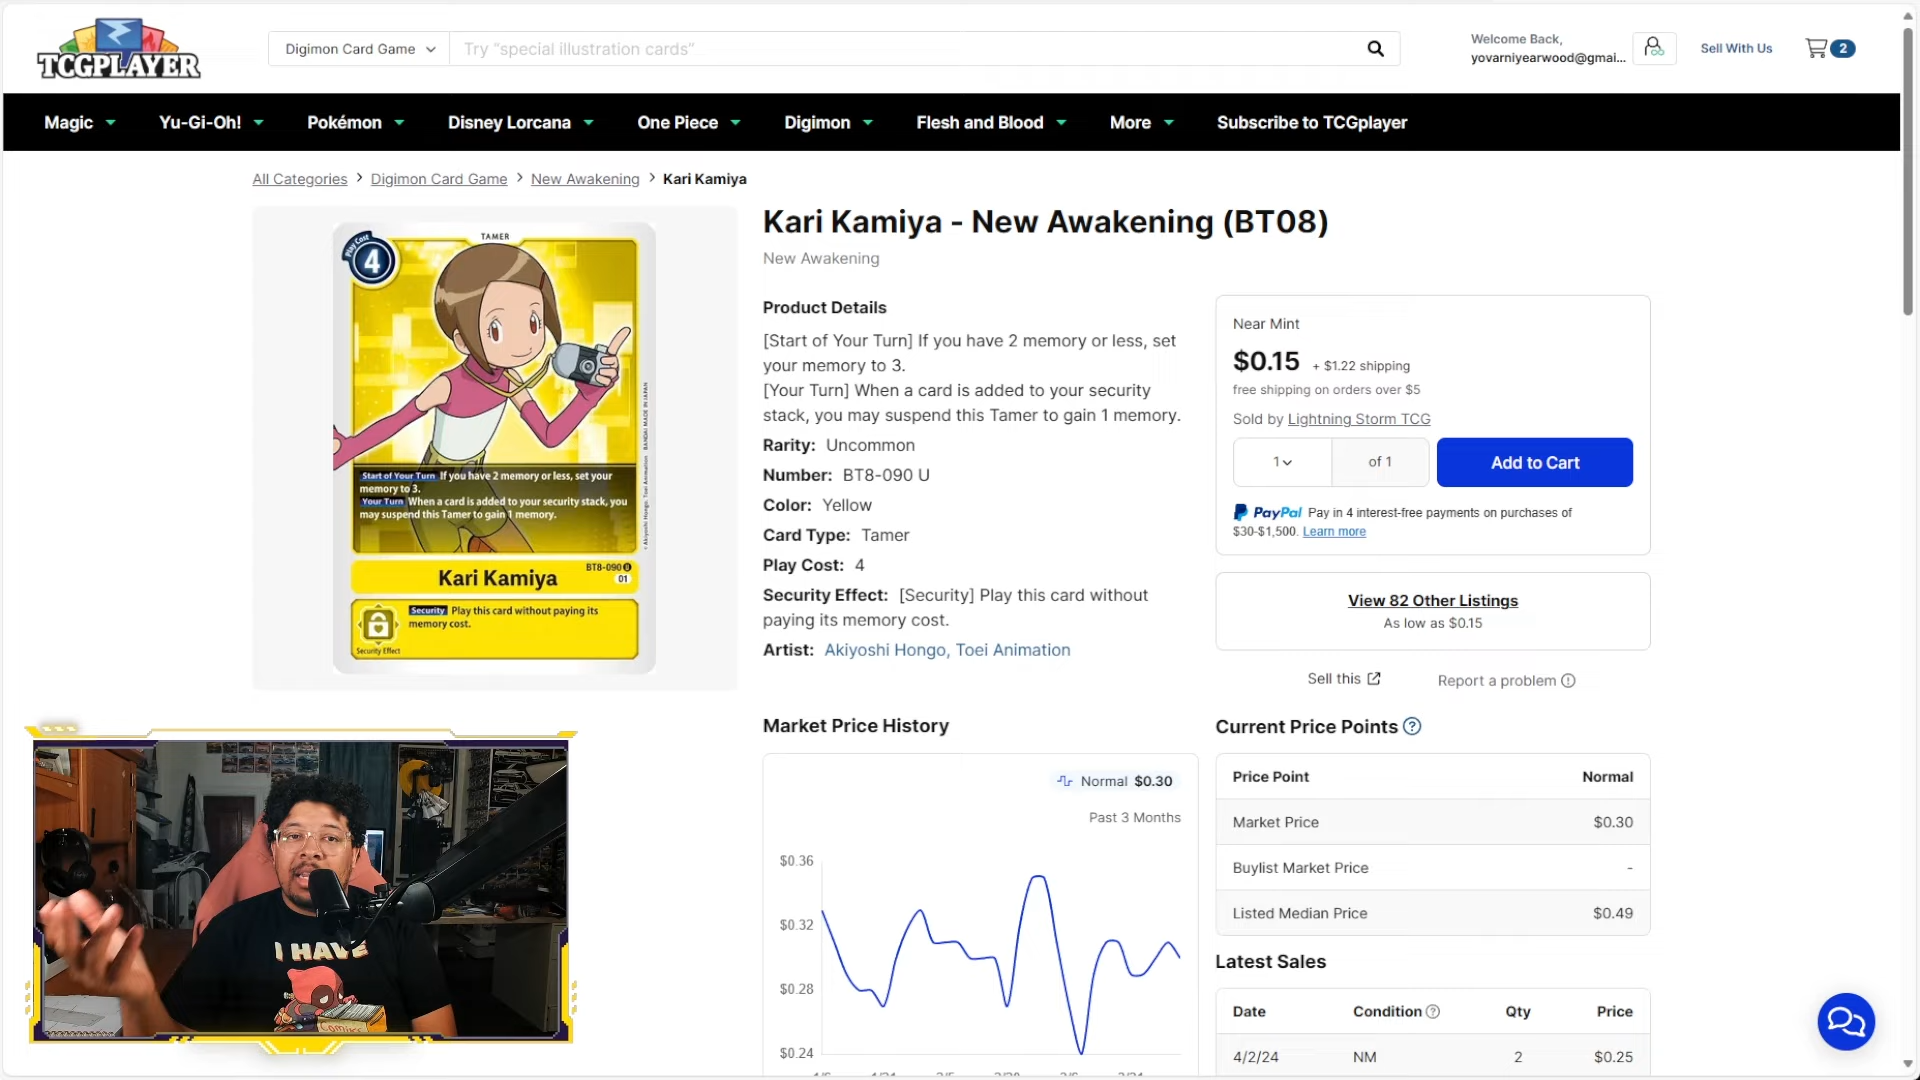 TCGPLAYER
Digimon Card Game
Try “special illustration cards”
Welcome Back,
yovarniyearwood@gmai...
Sell With Us
2
Magic
Yu-Gi-Oh!
Pokémon
Disney Lorcana
One Piece
Digimon
Flesh and Blood
More
Subscribe to TCGplayer
All Categories > Digimon Card Game > New Awakening > Kari Kamiya
TAMER
Play Cost
4
Start of Your Turn If you have 2 memory or less, set your
memory to 3.
Your Turn When a card is added to your security stack, you
may suspend this Tamer to gain 1 memory.
Kari Kamiya
BT8-090 U
01
Security Play this card without paying its
memory cost.
Security Effect
Kari Kamiya - New Awakening (BT08)
New Awakening
Product Details
[Start of Your Turn] If you have 2 memory or less, set
your memory to 3.
[Your Turn] When a card is added to your security
stack, you may suspend this Tamer to gain 1 memory.
Rarity: Uncommon
Number: BT8-090 U
Color: Yellow
Card Type: Tamer
Play Cost: 4
Security Effect: [Security] Play this card without
paying its memory cost.
Artist: Akiyoshi Hongo, Toei Animation
Near Mint
$0.15 + $1.22 shipping
free shipping on orders over $5
Sold by Lightning Storm TCG
1
of 1
Add to Cart
PayPal Pay in 4 interest-free payments on purchases of
$30-$1,500. Learn more
View 82 Other Listings
As low as $0.15
Sell this
Report a problem
Market Price History
Normal $0.30
Past 3 Months
$0.36
$0.32
$0.28
$0.24
Current Price Points
Price Point Normal
Market Price $0.30
Buylist Market Price -
Listed Median Price $0.49
Latest Sales
Date Condition Qty Price
4/2/24 NM 2 $0.25
I HAVE
COMIKS